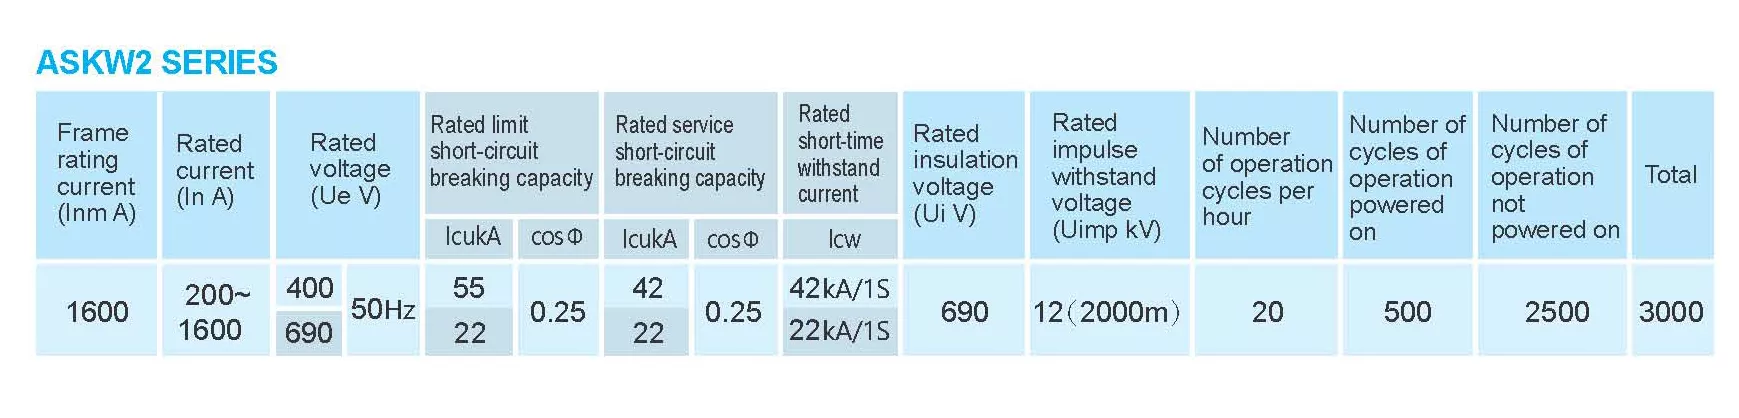 ASKW2 SERIES
Frame
rating
current
(Inm A)
Rated
current
(In A)
Rated
voltage
(Ue V)
Rated limit
short-circuit
breaking capacity
Rated service
short-circuit
breaking capacity
Rated
short-time
withstand
current
Rated
insulation
voltage
(Ui V)
Rated
impulse
withstand
voltage
(Uimp kV)
Number
of operation
cycles per
hour
Number of
cycles of
operation
powered
on
Number of
cycles of
operation
not
powered on
Total
IcukA
cosΦ
IcukA
cosΦ
Icw
1600
200~
1600
400
690
50Hz
55
22
0.25
42
22
0.25
42kA/1S
22kA/1S
690
12(2000m)
20
500
2500
3000